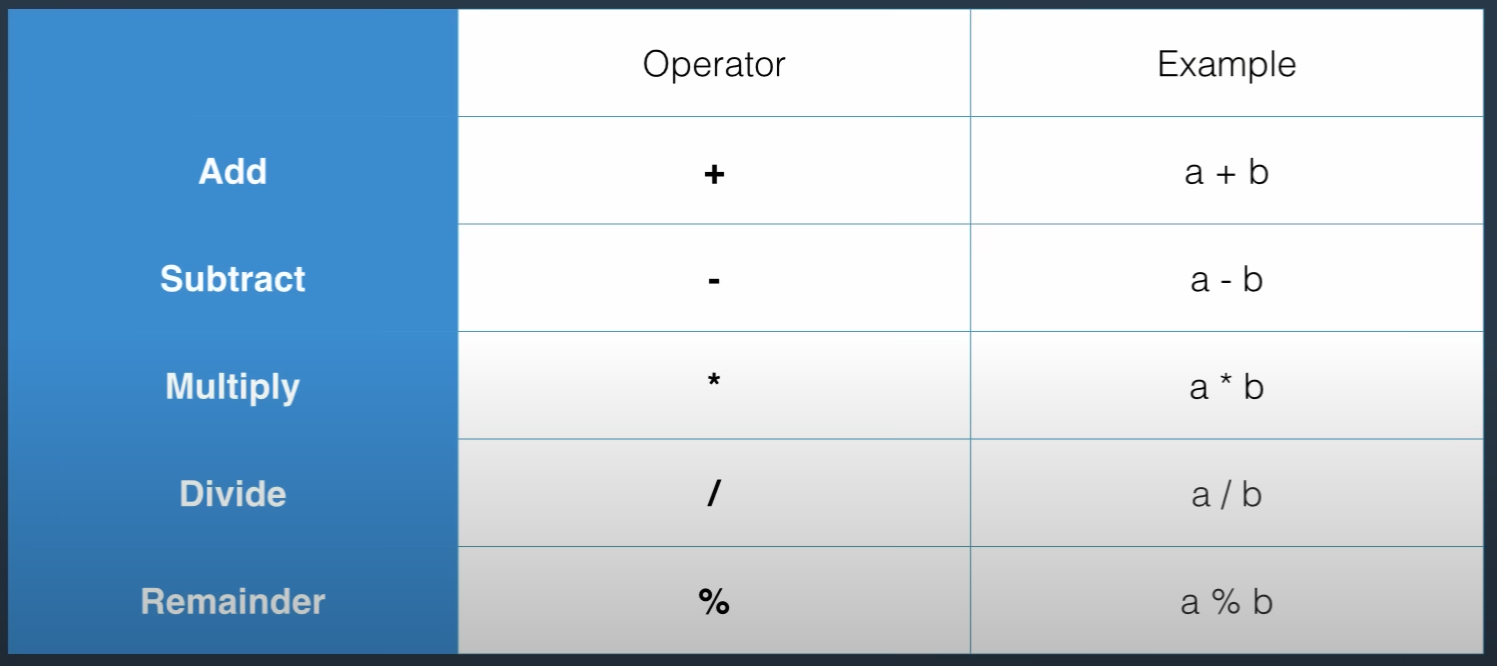 Operator Example
Add + a + b
Subtract - a - b
Multiply * a * b
Divide / a / b
Remainder % a % b